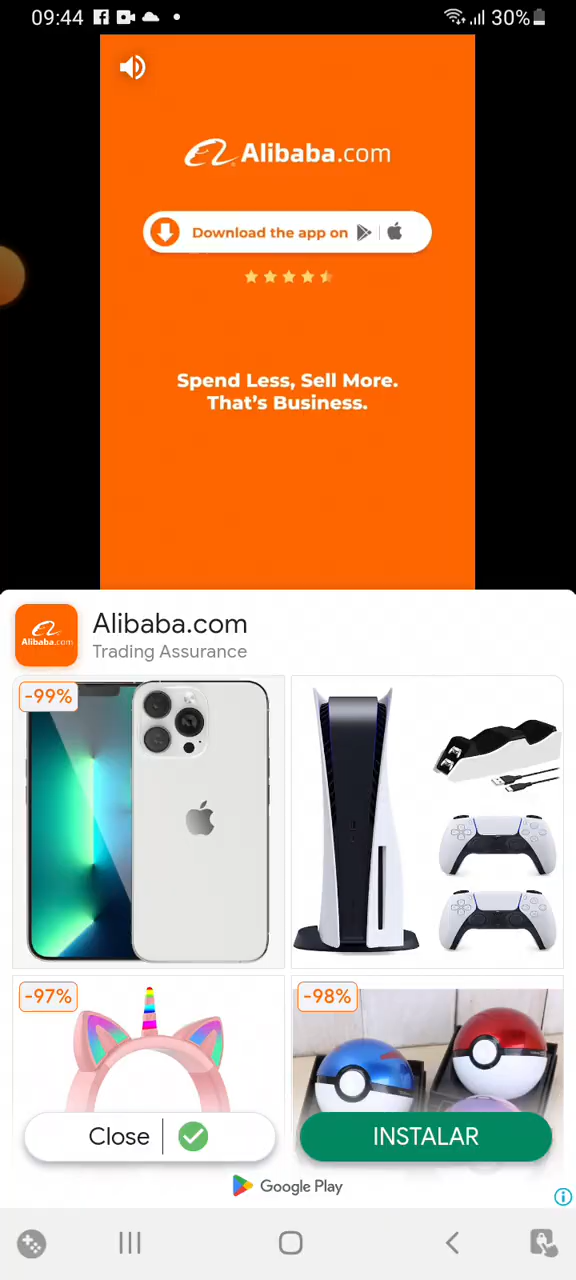 09:44
30%
Alibaba.com
Download the app on
Spend Less, Sell More.
That's Business.
Alibaba.com
Alibaba.com
Trading Assurance
-99%
-97%
-98%
Close
INSTALAR
Google Play